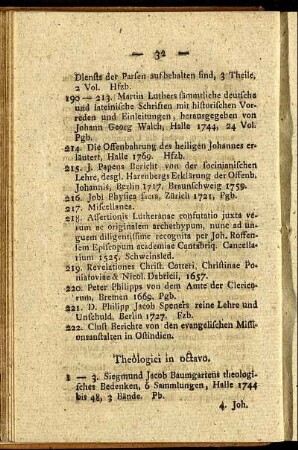 — 32 —
Dienste der Parsen aufbehalten sind, 3 Theile,
2 Vol. Hfzb.
190 — 213. Martin Luthers sämmtliche deutsche
und lateinische Schriften mit historischen Vor-
reden und Einleitungen, herausgegeben von
Johann Georg Walch, Halle 1744, 24 Vol.
Pgb.
214. Die Offenbahrung des heiligen Johannes er-
läutert, Halle 1769. Hfzb.
215. J. Papens Bericht von der socinianischen
Lehre, desgl. Harenbergs Erklärung der Offenb.
Johannis, Berlin 1717. Braunschweig 1759.
216. Jobi Physica sacra, Zürich 1721, Pgb.
217. Miscellanea.
218. Assertionis Lutheranae confutatio juxta ve-
rum ac originalem archethypum, nunc ad un-
guem diligentissime recognita per Joh. Roffen-
sem Episcopum academiae Cantabrig. Cancella-
rium 1525. Schweinsled.
219. Revelationes Christ. Cotteri, Christinae Po-
niatoviae & Nicol. Dabricii, 1657.
220. Peter Philipps von dem Amte der Clerico-
rum, Bremen 1669. Pgb.
221. D. Philipp Jacob Speners reine Lehre und
Unschuld, Berlin 1727. Fzb.
222. Cinst Berichte von den evangelischen Missi-
onsanstalten in Ostindien.
Theologici in octavo.
1 — 3. Siegmund Jacob Baumgartens theologi-
sches Bedenken, 6 Sammlungen, Halle 1744
bis 48, 3 Bände. Pb.
4. Joh.